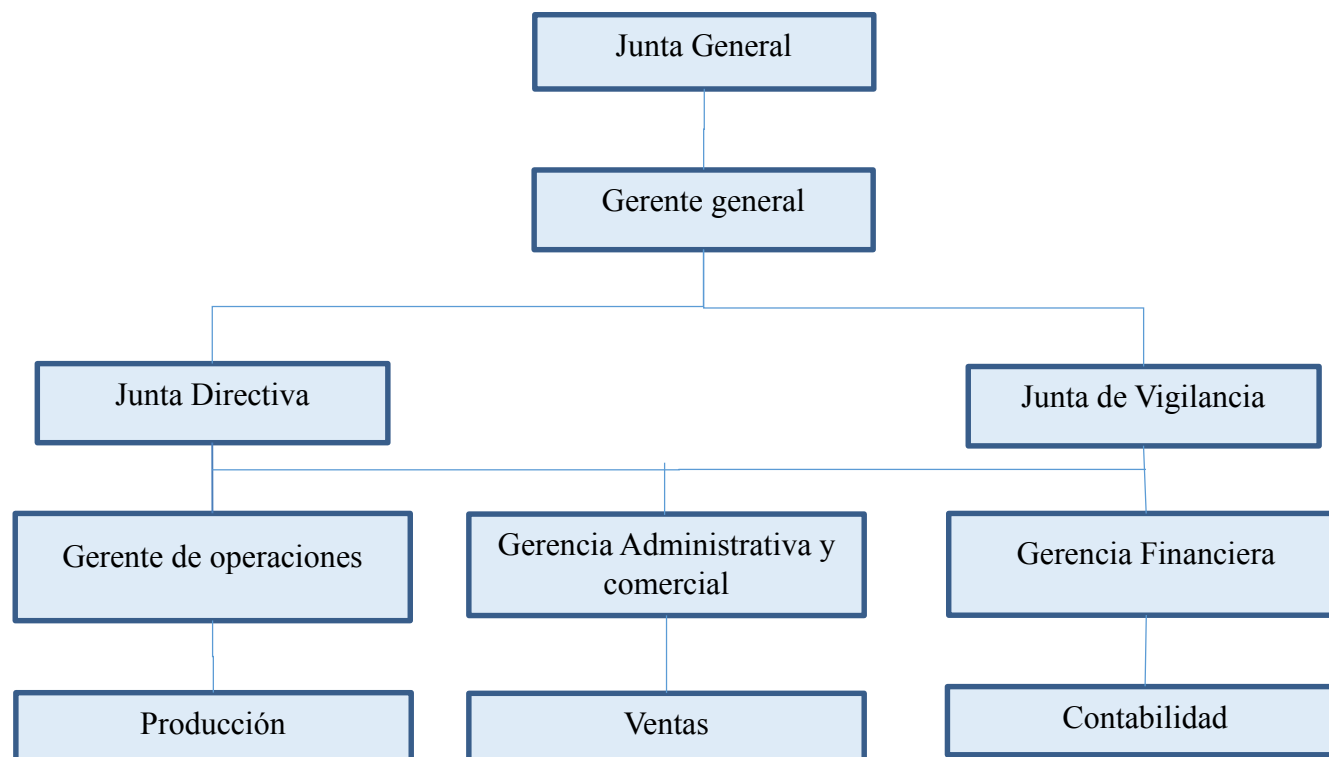 Junta General
Gerente general
Junta Directiva
Junta de Vigilancia
Gerente de operaciones
Gerencia Administrativa y
comercial
Gerencia Financiera
Producción
Ventas
Contabilidad